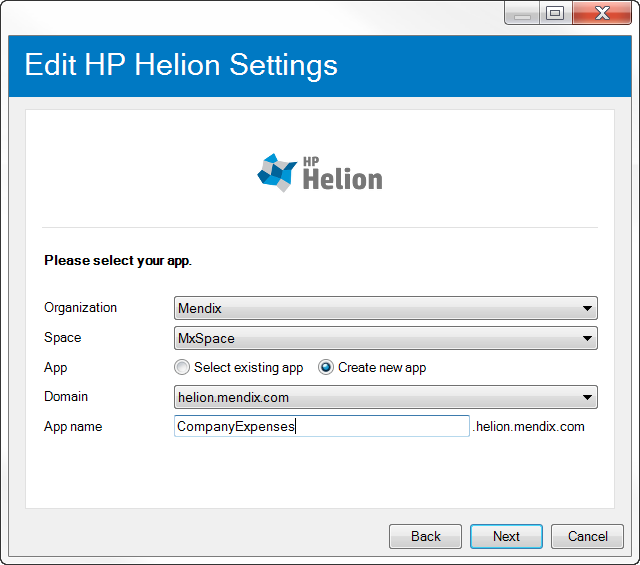 Edit HP Helion Settings
HP
Helion
Please select your app.
Organization Mendix
Space MxSpace
App Select existing app Create new app
Domain helion.mendix.com
App name CompanyExpenses .helion.mendix.com
Back Next Cancel